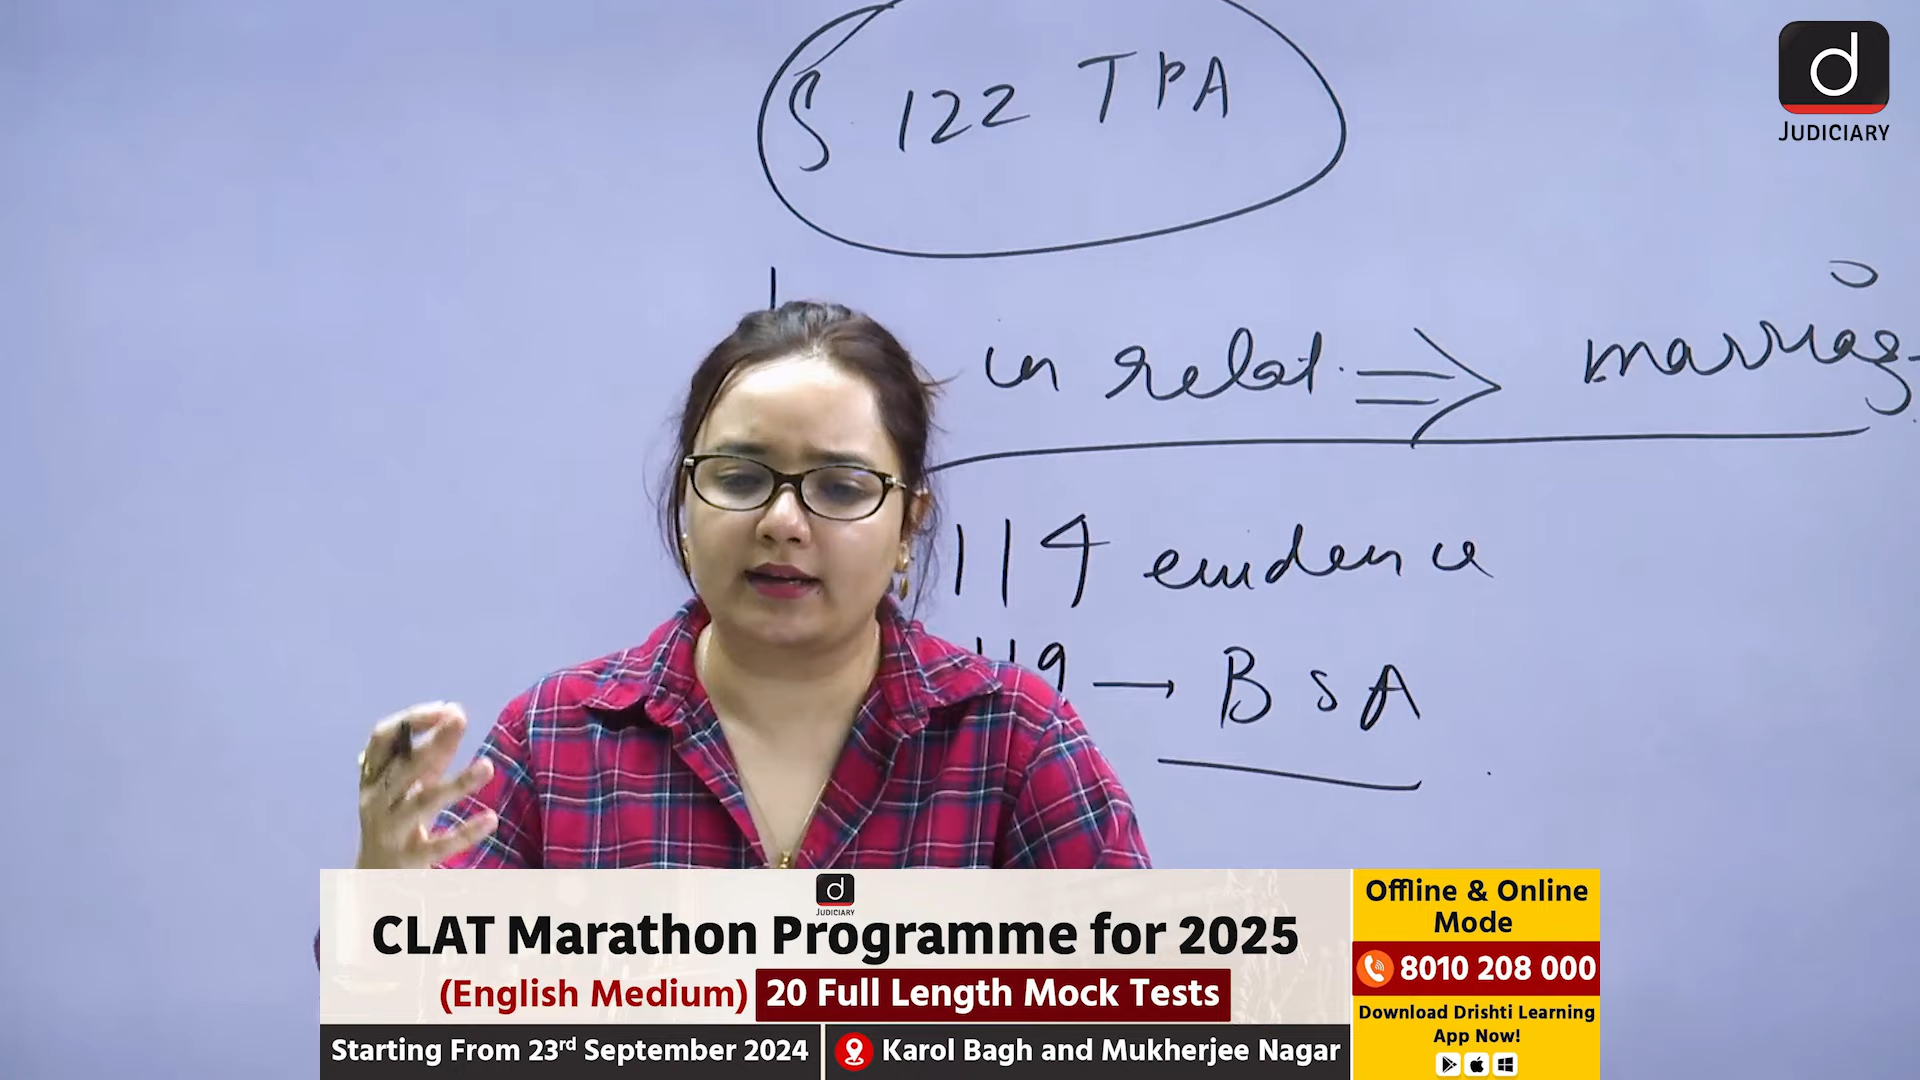 § 122 TPA
d
JUDICIARY
in relat. ⇒
114 evidence
119 → BSA
d
JUDICIARY
CLAT Marathon Programme for 2025
(English Medium) 20 Full Length Mock Tests
Starting From 23rd September 2024
Karol Bagh and Mukherjee Nagar
Offline & Online
Mode
8010 208 000
Download Drishti Learning
App Now!